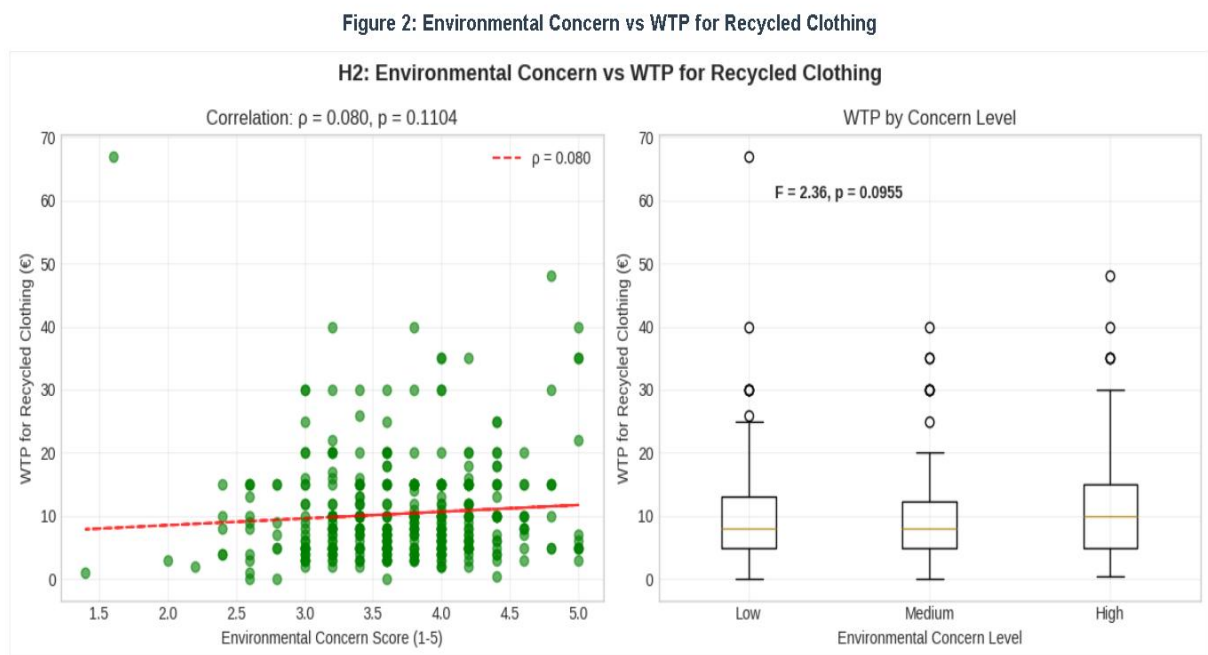 Figure 2: Environmental Concern vs WTP for Recycled Clothing
H2: Environmental Concern vs WTP for Recycled Clothing
Correlation: ρ = 0.080, p = 0.1104
ρ = 0.080
WTP for Recycled Clothing (€)
70
60
50
40
30
20
10
0
1.5 2.0 2.5 3.0 3.5 4.0 4.5 5.0
Environmental Concern Score (1-5)
WTP by Concern Level
F = 2.36, p = 0.0955
WTP for Recycled Clothing (€)
70
60
50
40
30
20
10
0
Low Medium High
Environmental Concern Level